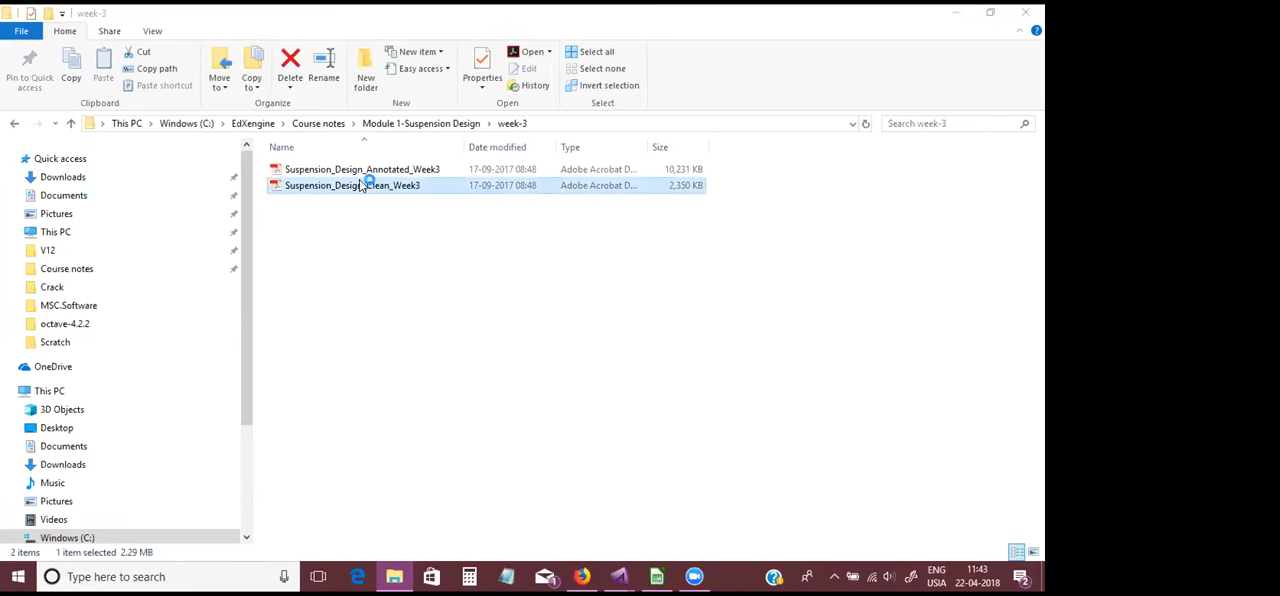 week-3
File Home Share View
Pin to Quick access
Copy
Paste
Cut
Copy path
Paste shortcut
Clipboard
Move to
Copy to
Delete
Rename
Organize
New folder
New item
Easy access
New
Properties
Open
Edit
History
Open
Select all
Select none
Invert selection
Select
This PC > Windows (C:) > EdXengine > Course notes > Module 1-Suspension Design > week-3
Search week-3
Name Date modified Type Size
Suspension_Design_Annotated_Week3 17-09-2017 08:48 Adobe Acrobat D... 10,231 KB
Suspension_Design_Clean_Week3 17-09-2017 08:48 Adobe Acrobat D... 2,350 KB
Quick access
Downloads
Documents
Pictures
This PC
V12
Course notes
Crack
MSC.Software
octave-4.2.2
Scratch
OneDrive
This PC
3D Objects
Desktop
Documents
Downloads
Music
Pictures
Videos
Windows (C:)
2 items 1 item selected 2.29 MB
Type here to search
1
ENG
USIA
11:43
22-04-2018
2